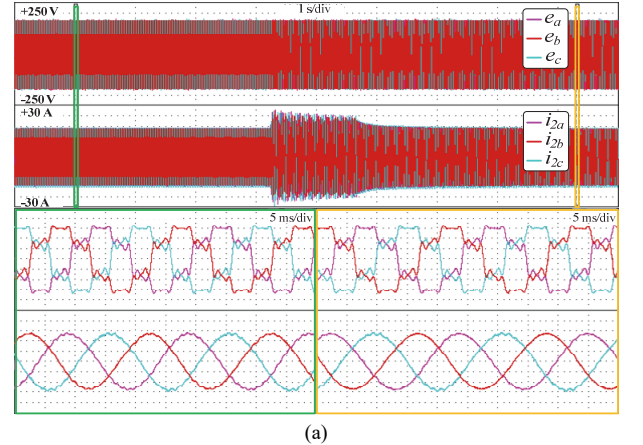 +250 V
1 s/div
e_a
e_b
e_c
-250 V
+30 A
i_2a
i_2b
i_2c
-30 A
5 ms/div
5 ms/div
(a)